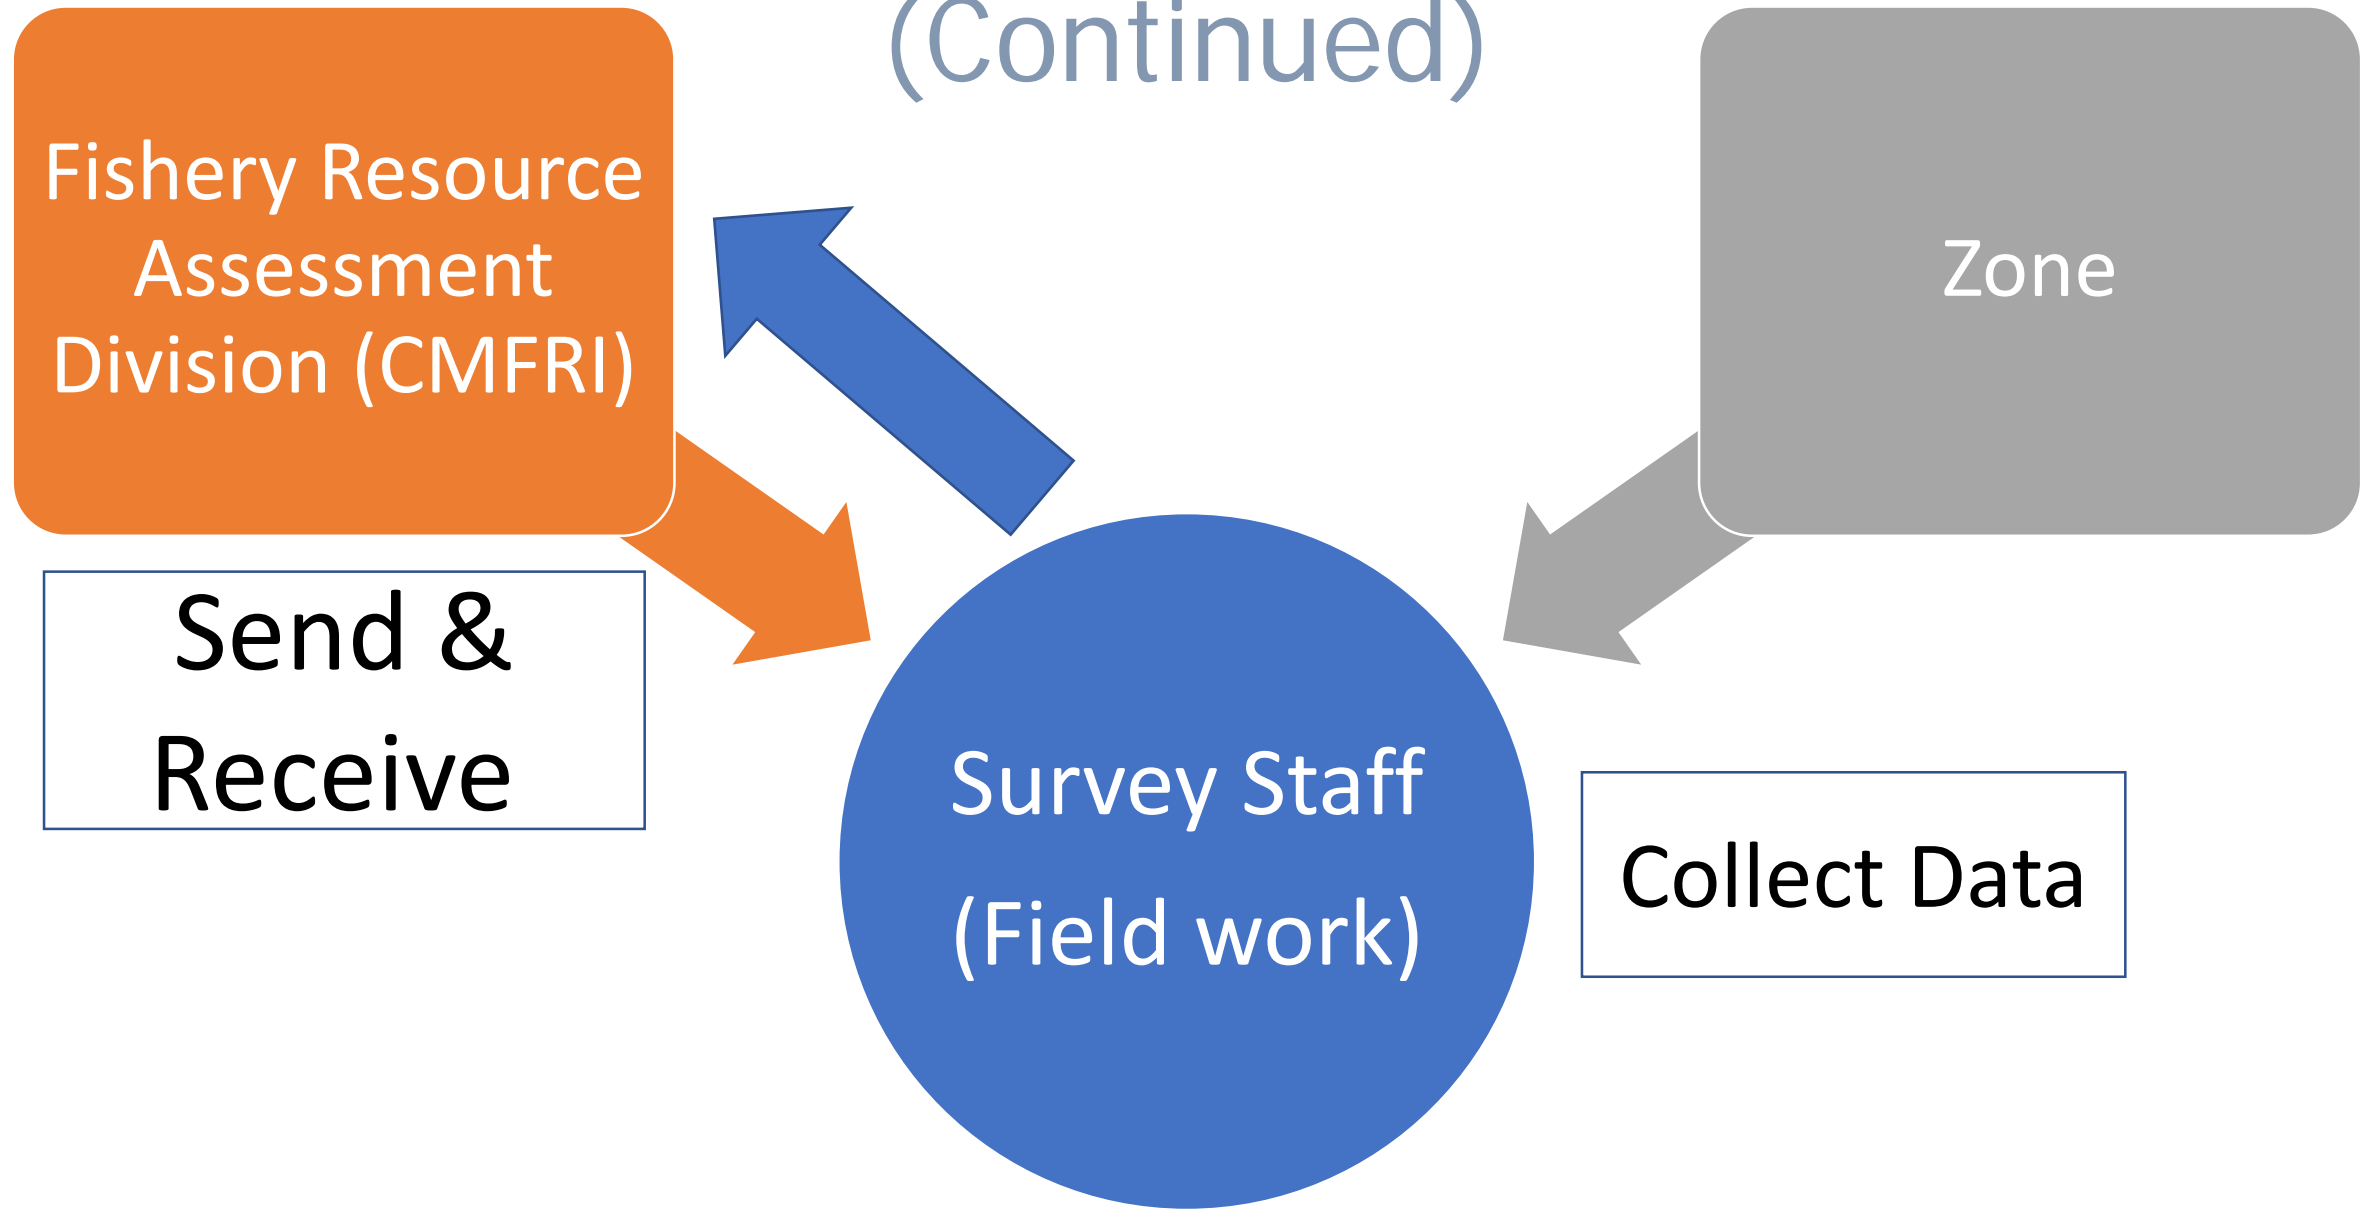 (Continued)
Fishery Resource
Assessment
Division (CMFRI)
Zone
Send &
Receive
Survey Staff
(Field work)
Collect Data